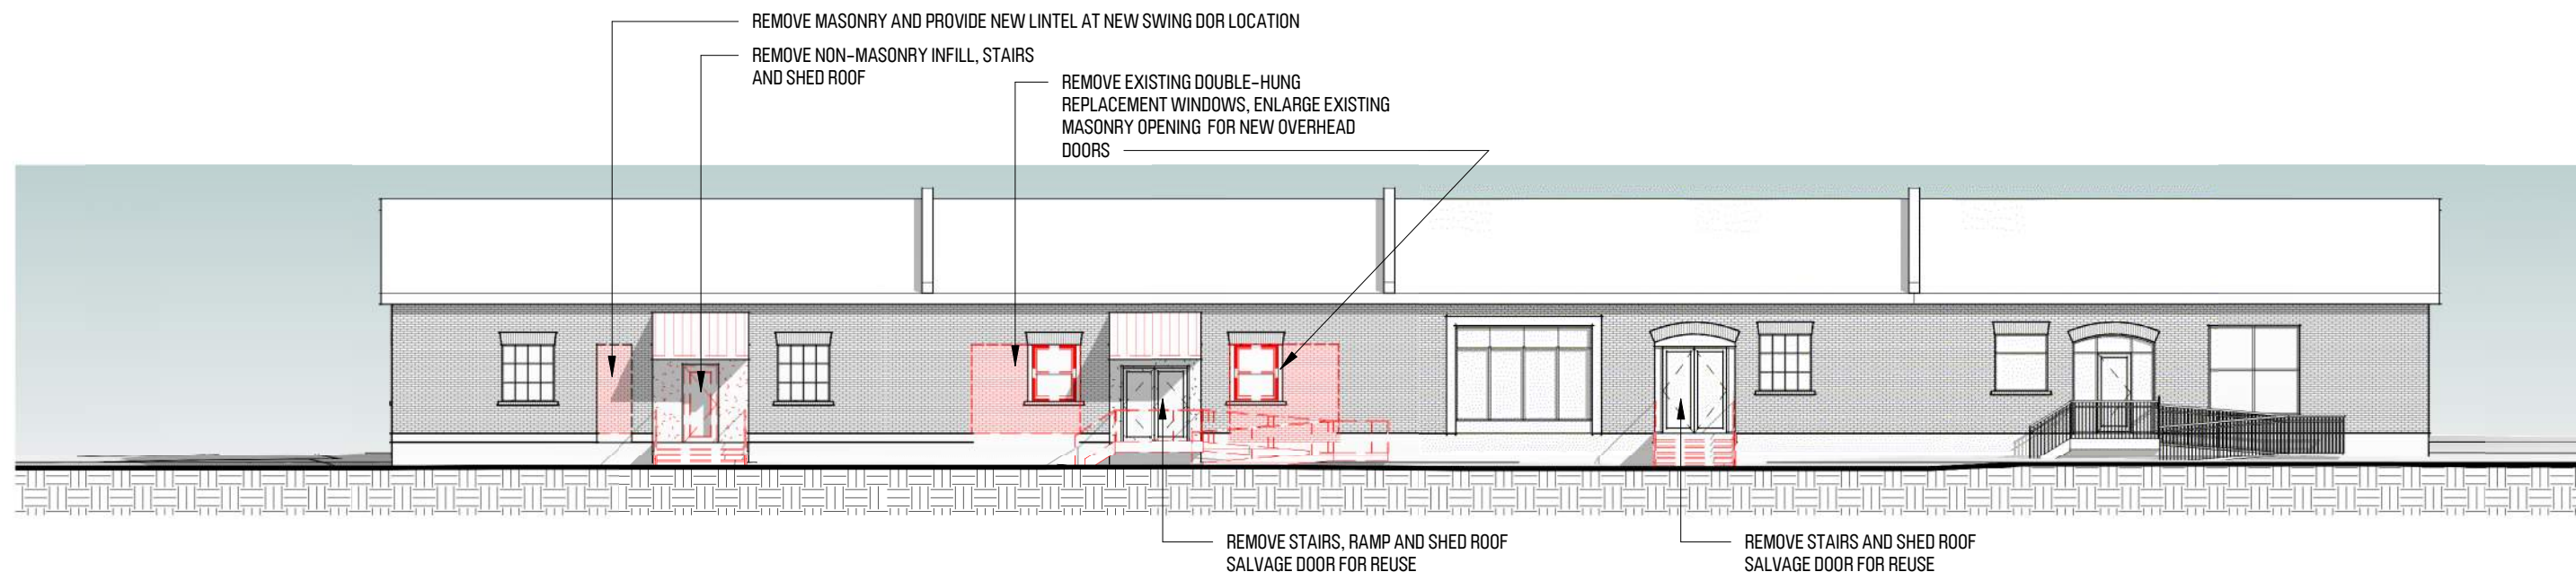 REMOVE MASONRY AND PROVIDE NEW LINTEL AT NEW SWING DOR LOCATION
REMOVE NON-MASONRY INFILL, STAIRS
AND SHED ROOF
REMOVE EXISTING DOUBLE-HUNG
REPLACEMENT WINDOWS, ENLARGE EXISTING
MASONRY OPENING FOR NEW OVERHEAD
DOORS
REMOVE STAIRS, RAMP AND SHED ROOF
SALVAGE DOOR FOR REUSE
REMOVE STAIRS AND SHED ROOF
SALVAGE DOOR FOR REUSE